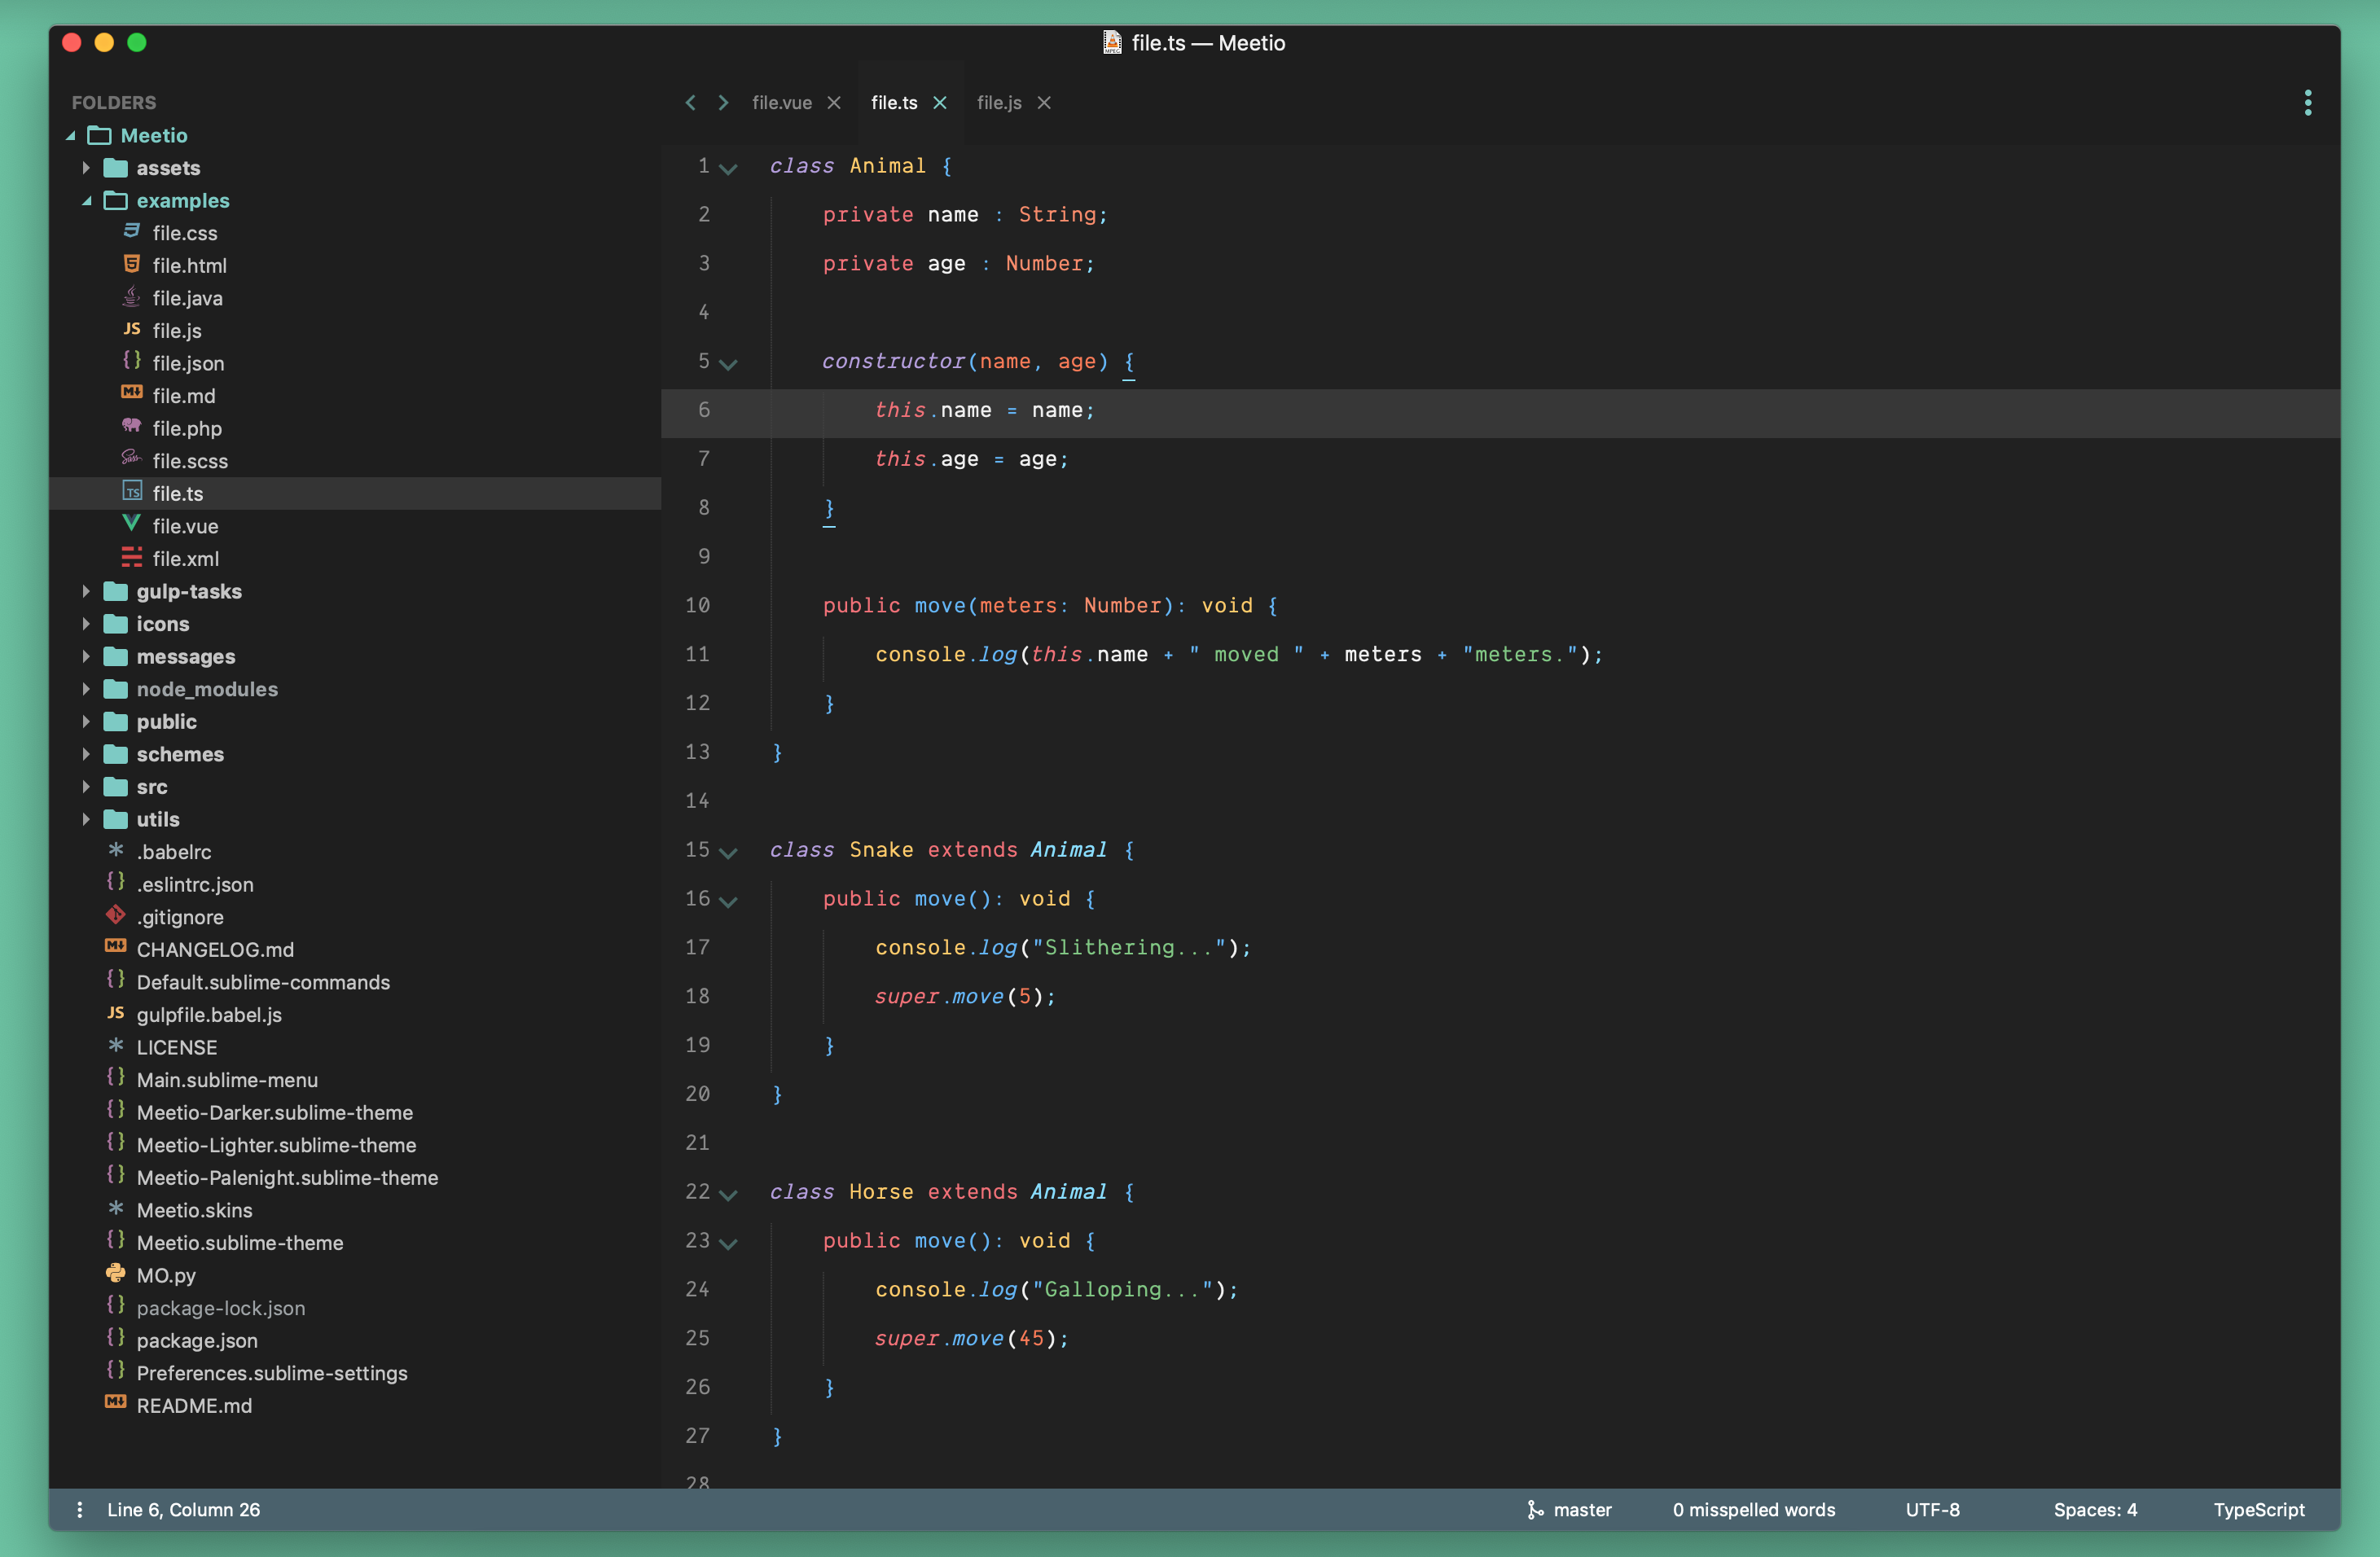 file.ts — Meetio
FOLDERS
Meetio
assets
examples
file.css
file.html
file.java
JS file.js
{} file.json
file.md
file.php
file.scss
TS file.ts
file.vue
file.xml
gulp-tasks
icons
messages
node_modules
public
schemes
src
utils
* .babelrc
{} .eslintrc.json
.gitignore
CHANGELOG.md
{} Default.sublime-commands
JS gulpfile.babel.js
* LICENSE
{} Main.sublime-menu
{} Meetio-Darker.sublime-theme
{} Meetio-Lighter.sublime-theme
{} Meetio-Palenight.sublime-theme
* Meetio.skins
{} Meetio.sublime-theme
MO.py
{} package-lock.json
{} package.json
{} Preferences.sublime-settings
README.md
file.vue file.ts file.js
1 class Animal {
2     private name : String;
3     private age : Number;
4
5     constructor(name, age) {
6         this.name = name;
7         this.age = age;
8     }
9
10     public move(meters: Number): void {
11         console.log(this.name + " moved " + meters + "meters.");
12     }
13 }
14
15 class Snake extends Animal {
16     public move(): void {
17         console.log("Slithering...");
18         super.move(5);
19     }
20 }
21
22 class Horse extends Animal {
23     public move(): void {
24         console.log("Galloping...");
25         super.move(45);
26     }
27 }
28
Line 6, Column 26 master 0 misspelled words UTF-8 Spaces: 4 TypeScript